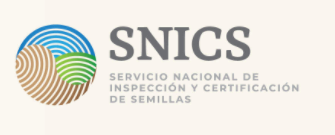 SNICS
SERVICIO NACIONAL DE
INSPECCIÓN Y CERTIFICACIÓN
DE SEMILLAS